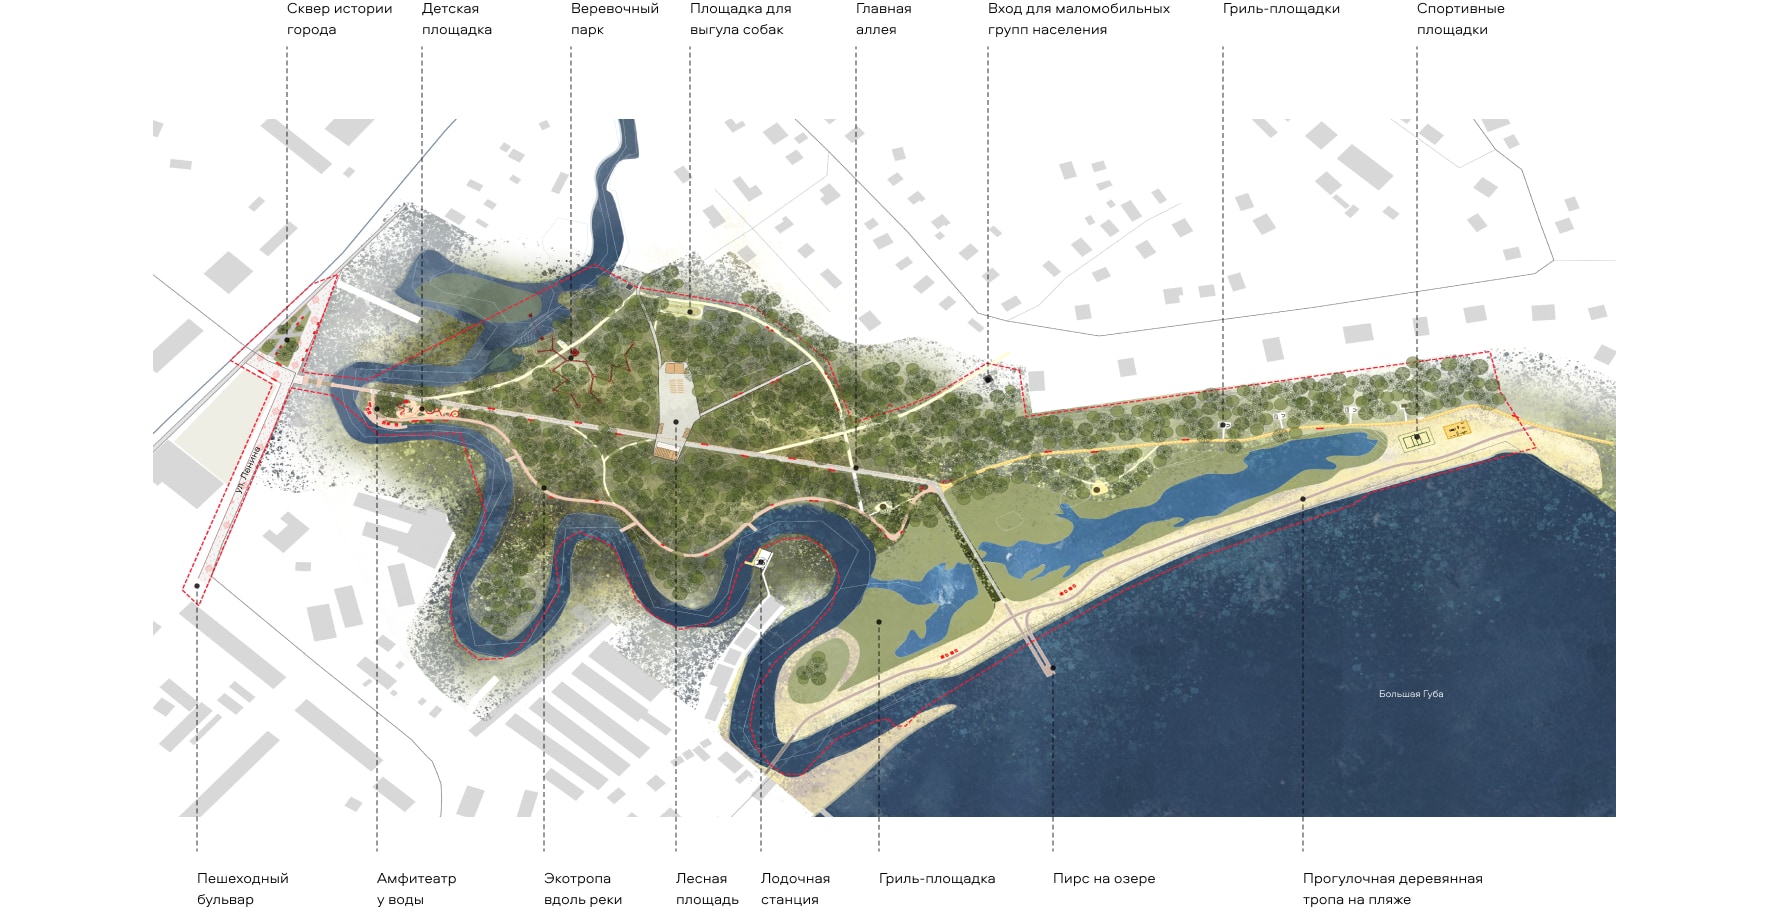 Сквер истории
города
Детская
площадка
Веревочный
парк
Площадка для
выгула собак
Главная
аллея
Вход для маломобильных
групп населения
Гриль-площадки
Спортивные
площадки
ул. Ленина
Большая Губа
Пешеходный
бульвар
Амфитеатр
у воды
Экотропа
вдоль реки
Лесная
площадь
Лодочная
станция
Гриль-площадка
Пирс на озере
Прогулочная деревянная
тропа на пляже